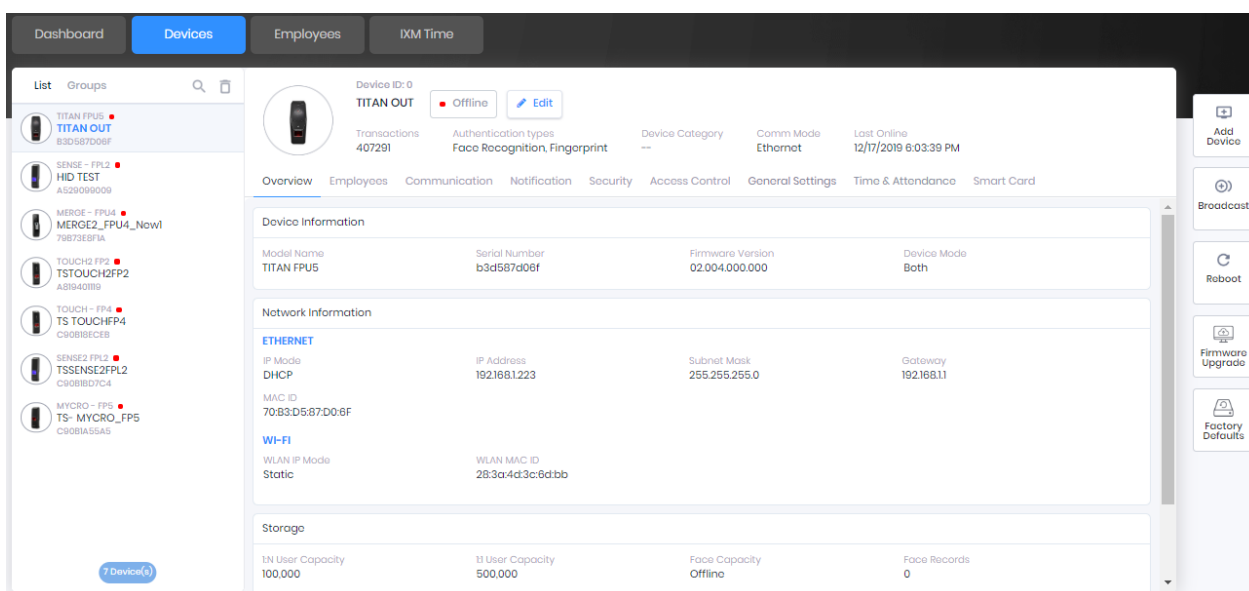 Dashboard Devices Employees IXM Time
List Groups
TITAN FPU5
TITAN OUT
B3D587D06F
SENSE - FPL2
HID TEST
A529099009
MERGE - FPU4
MERGE2_FPU4_New1
79B73E8F1A
TOUCH2 FP2
TSTOUCH2FP2
A819401119
TOUCH - FP4
TS TOUCHFP4
C90B18ECEB
SENSE2 FPL2
TSSENSE2FPL2
C90B18D7C4
MYCRO - FP5
TS- MYCRO_FP5
C90B1A55A5
7 Device(s)
Device ID: 0
TITAN OUT Offline Edit
Transactions Authentication types Device Category Comm Mode Last Online
407291 Face Recognition, Fingerprint -- Ethernet 12/17/2019 6:03:39 PM
Overview Employees Communication Notification Security Access Control General Settings Time & Attendance Smart Card
Device Information
Model Name Serial Number Firmware Version Device Mode
TITAN FPU5 b3d587d06f 02.004.000.000 Both
Network Information
ETHERNET
IP Mode IP Address Subnet Mask Gateway
DHCP 192.168.1.223 255.255.255.0 192.168.1.1
MAC ID
70:B3:D5:87:D0:6F
WI-FI
WLAN IP Mode WLAN MAC ID
Static 28:3a:4d:3c:6d:bb
Storage
1:N User Capacity 1:1 User Capacity Face Capacity Face Records
100,000 500,000 Offline 0
Add
Device
Broadcast
Reboot
Firmware
Upgrade
Factory
Defaults